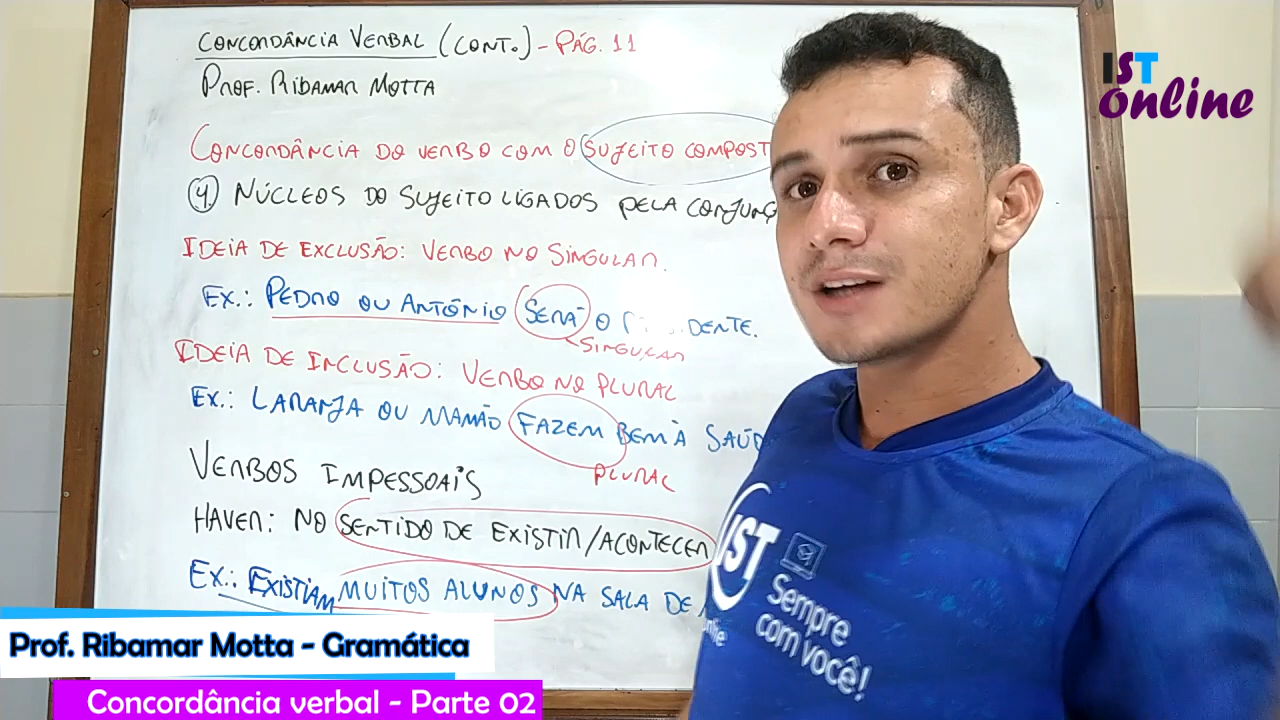 CONCORDÂNCIA VERBAL (CONT.) - PÁG. 11
PROF. RIBAMAR MOTTA
CONCORDÂNCIA DO VERBO COM O SUJEITO COMPOST
4 NÚCLEOS DO SUJEITO LIGADOS PELA CONJUNÇ
IDEIA DE EXCLUSÃO: VERBO NO SINGULAR.
EX.: PEDRO OU ANTÔNIO SERÁ O DENTE.
SINGULAR
IDEIA DE INCLUSÃO: VERBO NO PLURAL
EX.: LARANJA OU MAMÃO FAZEM BEM À SAÚD
PLURAL
VERBOS IMPESSOAIS
HAVER: NO SENTIDO DE EXISTIR/ACONTECER
EX.: EXISTIAM MUITOS ALUNOS NA SALA DE
IST
online
IST
Sempre
com você!
Prof. Ribamar Motta - Gramática
Concordância verbal - Parte 02